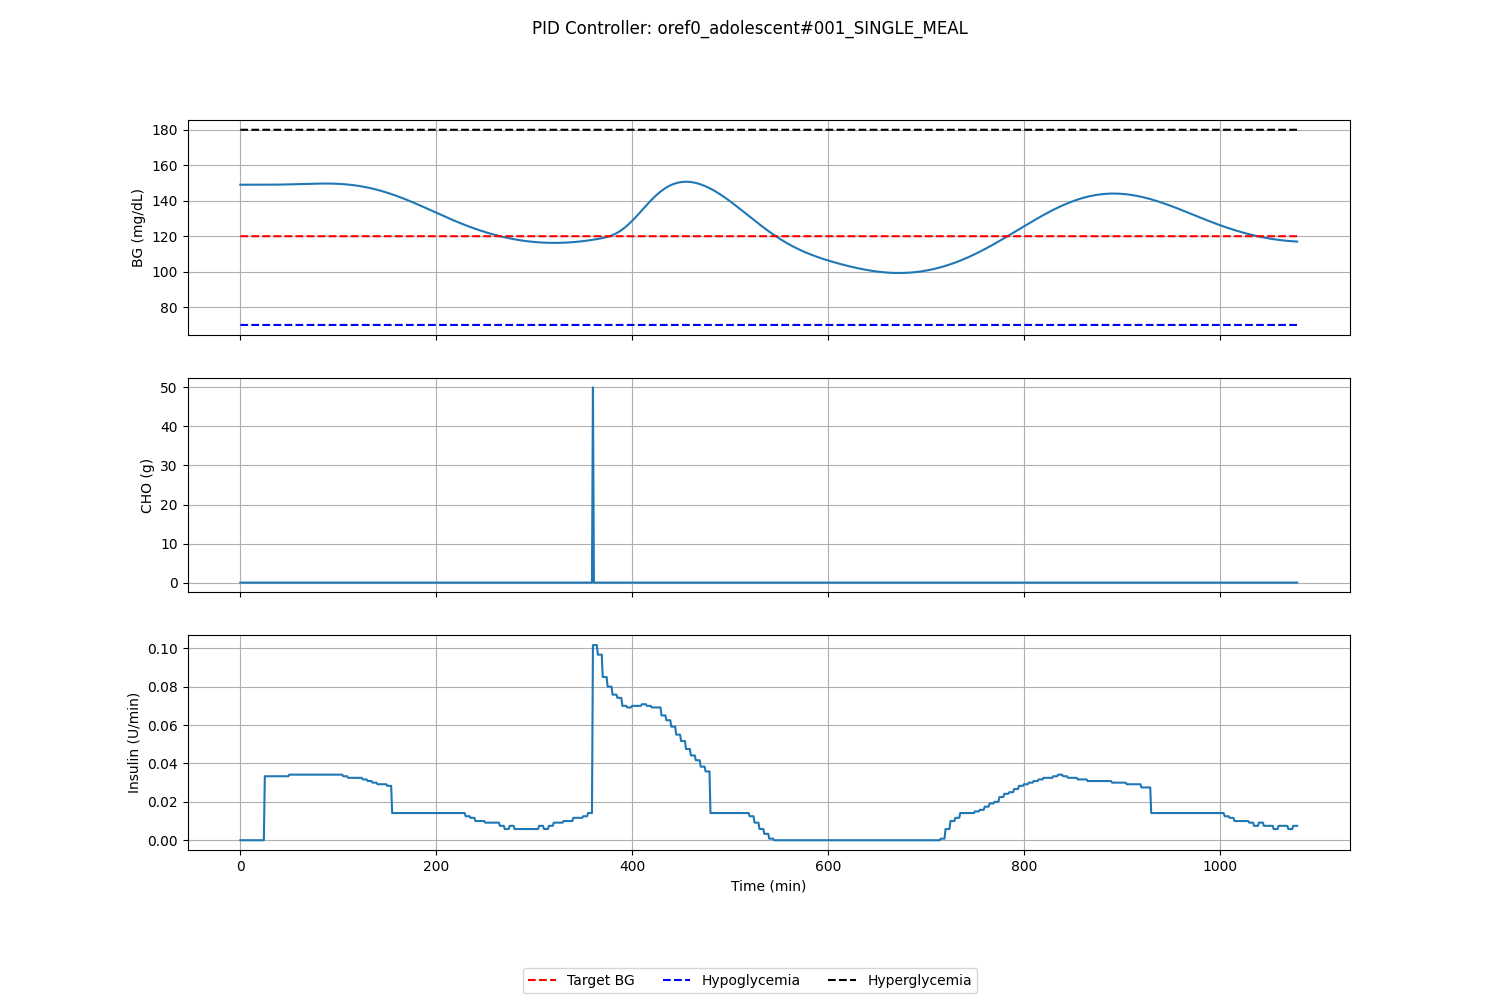 PID Controller: oref0_adolescent#001_SINGLE_MEAL
180
160
140
120
100
80
BG (mg/dL)
50
40
30
20
10
0
CHO (g)
0.10
0.08
0.06
0.04
0.02
0.00
Insulin (U/min)
0 200 400 600 800 1000
Time (min)
Target BG Hypoglycemia Hyperglycemia